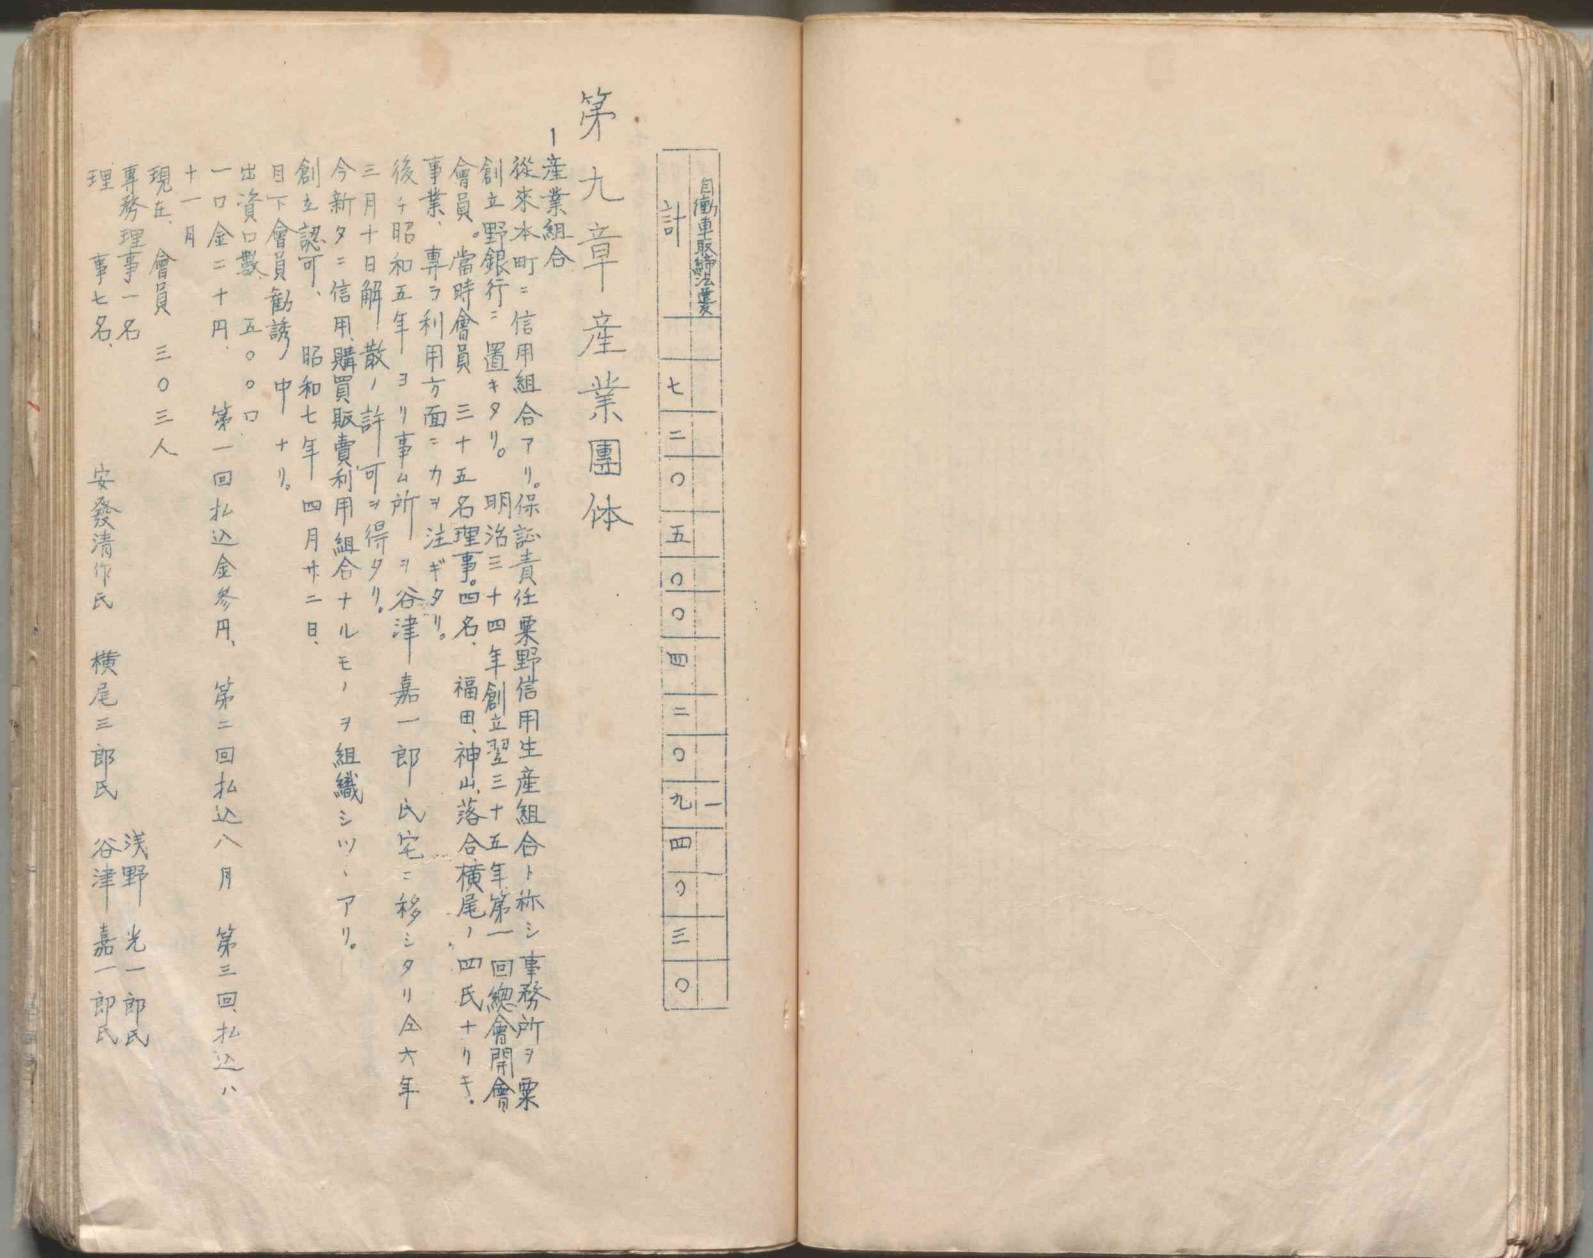 自動車取締法違反 一
計 七 二〇 五〇〇 四二〇 九四〇 三〇
第九章 産業團体
1 産業組合
從來本町ニ信用組合アリ。保証責任粟野信用生産組合ト称シ事務所ヲ粟
創立野銀行ニ置キタリ。 明治三十四年創立翌三十五年第一回總會開會
會員。當時會員 三十五名理事。四名、福田、神山、落合、横尾ノ四氏ナリキ.
事業、專ラ利用方面ニカヲ注ギタリ。
後チ昭和五年ヨリ事ム所ヲ谷津嘉一郎氏宅ニ移シタリ仝六年
三月十日解散ノ許可ヲ得タリ。
今新タニ信用、購買販賣利用組合ナルモノヲ組織シツヽアリ。
創立認可、 昭和七年四月廿二日、
目下會員勧誘中ナリ。
出資口數、五〇〇口
一口金二十円、 第一回払込金参円、 第二回払込八月 第三回払込ハ
十一月
現在、會員 三〇三人
專務理事一名 浅野光一郎氏
理事七名、 安發清作氏 横尾三郎氏 谷津嘉一郎氏